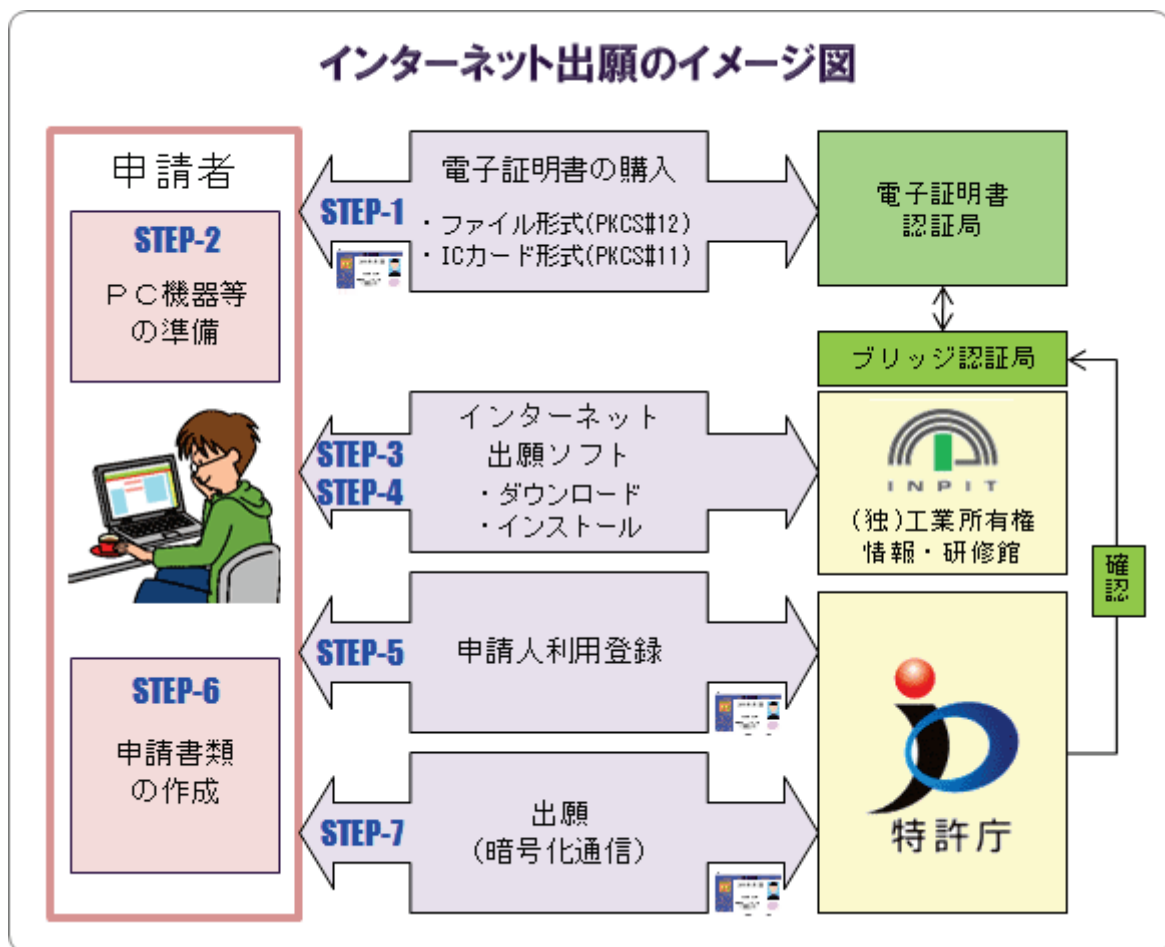 インターネット出願のイメージ図
申請者
STEP-1
電子証明書の購入
・ファイル形式(PKCS#12)
・ICカード形式(PKCS#11)
電子証明書
認証局
STEP-2
PC機器等
の準備
ブリッジ認証局
STEP-3
STEP-4
インターネット
出願ソフト
・ダウンロード
・インストール
INPIT
(独)工業所有権
情報・研修館
確認
STEP-5
申請人利用登録
STEP-6
申請書類
の作成
STEP-7
出願
(暗号化通信)
特許庁